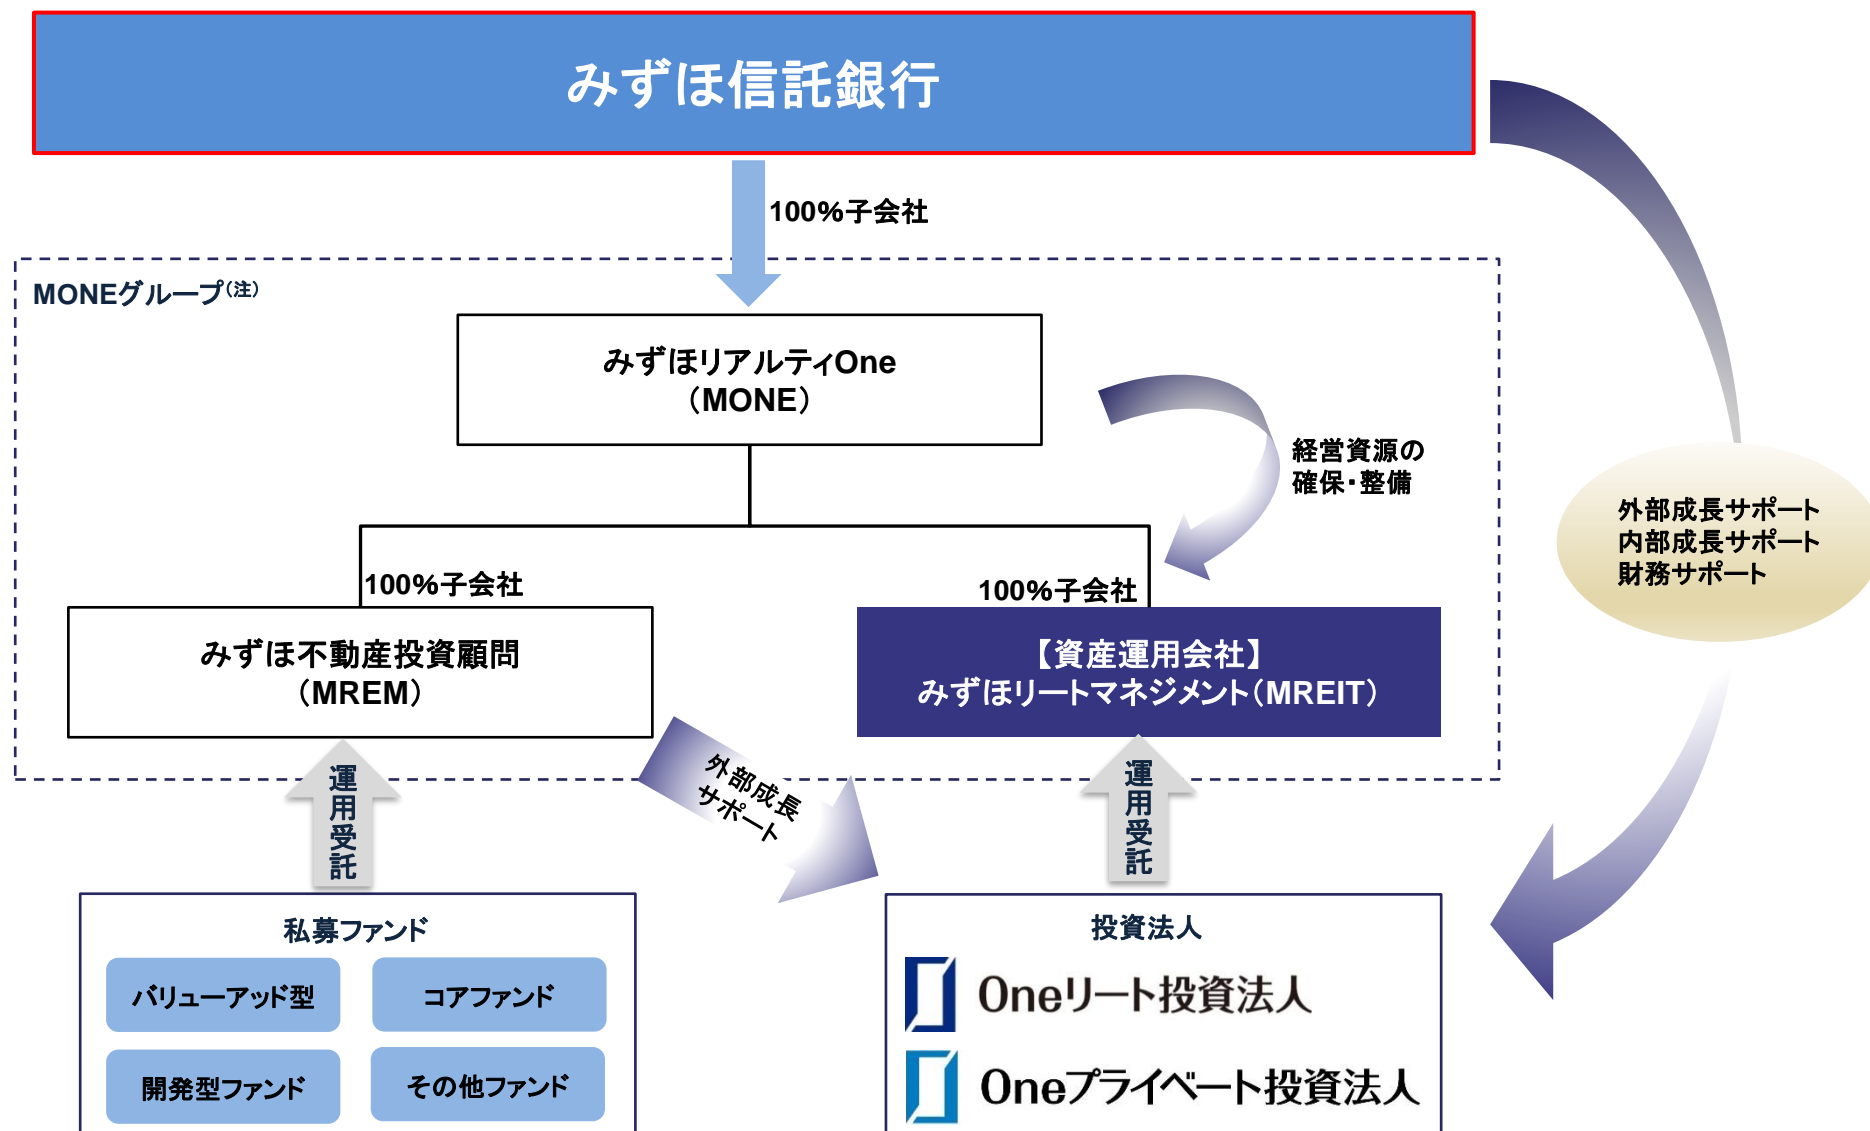 みずほ信託銀行
100%子会社
MONEグループ(注)
みずほリアルティOne
（MONE）
経営資源の
確保・整備
外部成長サポート
内部成長サポート
財務サポート
100%子会社
100%子会社
みずほ不動産投資顧問
（MREM）
【資産運用会社】
みずほリートマネジメント（MREIT）
運用受託
外部成長
サポート
運用受託
私募ファンド
バリューアッド型
コアファンド
開発型ファンド
その他ファンド
投資法人
Oneリート投資法人
Oneプライベート投資法人